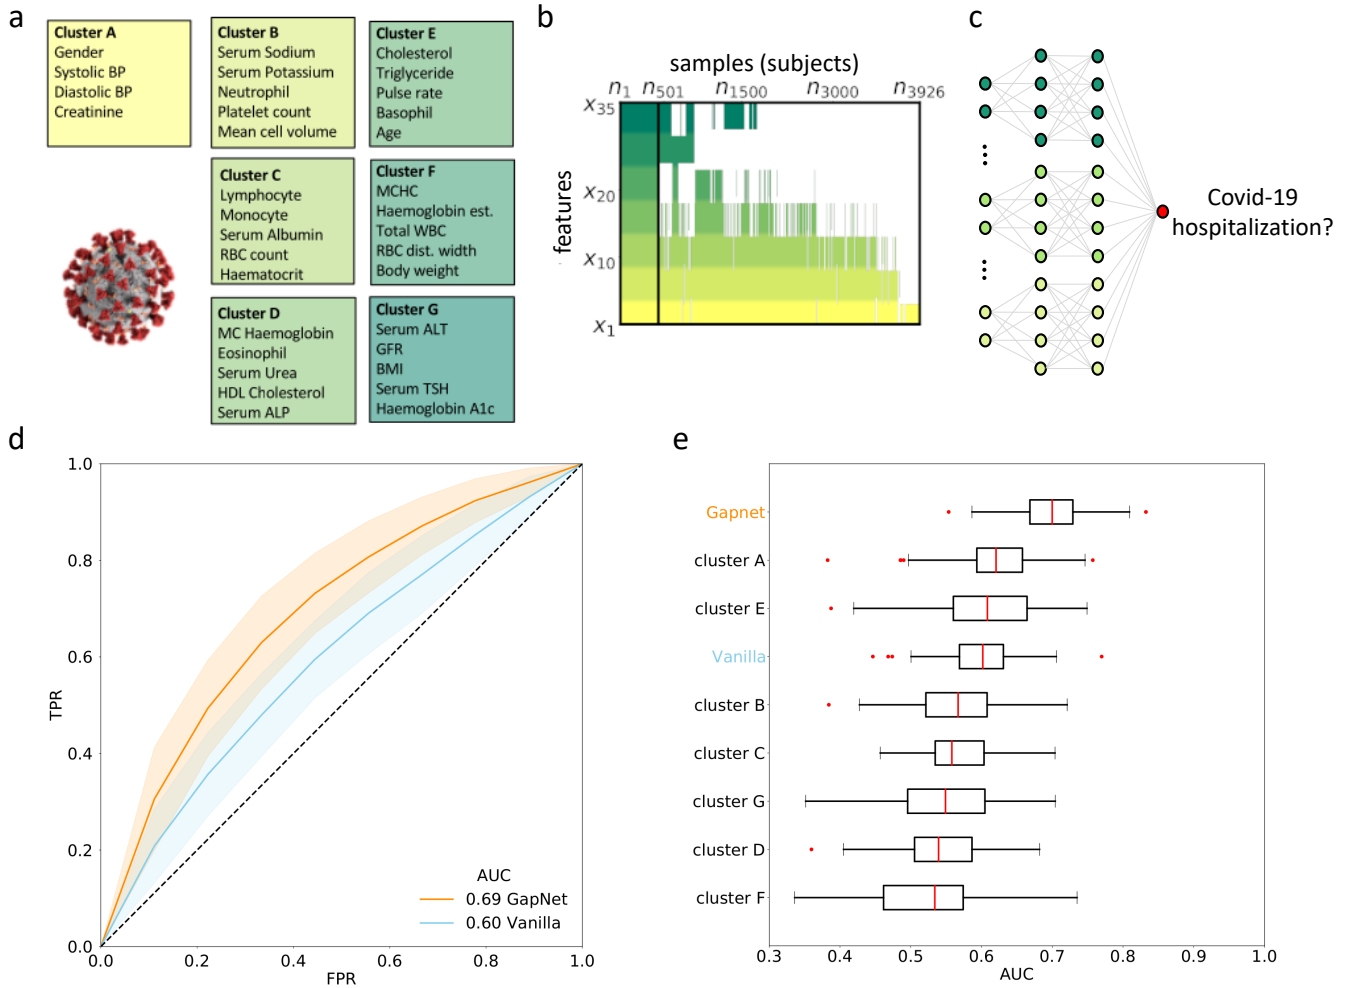 a
Cluster A
Gender
Systolic BP
Diastolic BP
Creatinine
Cluster B
Serum Sodium
Serum Potassium
Neutrophil
Platelet count
Mean cell volume
Cluster E
Cholesterol
Triglyceride
Pulse rate
Basophil
Age
Cluster C
Lymphocyte
Monocyte
Serum Albumin
RBC count
Haematocrit
Cluster F
MCHC
Haemoglobin est.
Total WBC
RBC dist. width
Body weight
Cluster D
MC Haemoglobin
Eosinophil
Serum Urea
HDL Cholesterol
Serum ALP
Cluster G
Serum ALT
GFR
BMI
Serum TSH
Haemoglobin A1c
b
samples (subjects)
n1 n501 n1500 n3000 n3926
x35
x20
x10
x1
features
c
Covid-19
hospitalization?
d
1.0
0.8
0.6
0.4
0.2
0.0
TPR
AUC
0.69 GapNet
0.60 Vanilla
0.0 0.2 0.4 0.6 0.8 1.0
FPR
e
Gapnet
cluster A
cluster E
Vanilla
cluster B
cluster C
cluster G
cluster D
cluster F
0.3 0.4 0.5 0.6 0.7 0.8 0.9 1.0
AUC